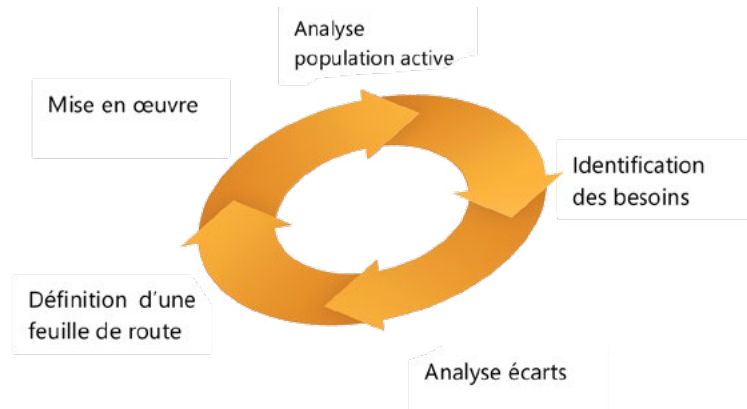 Analyse
population active
Mise en œuvre
Identification
des besoins
Définition d'une
feuille de route
Analyse écarts